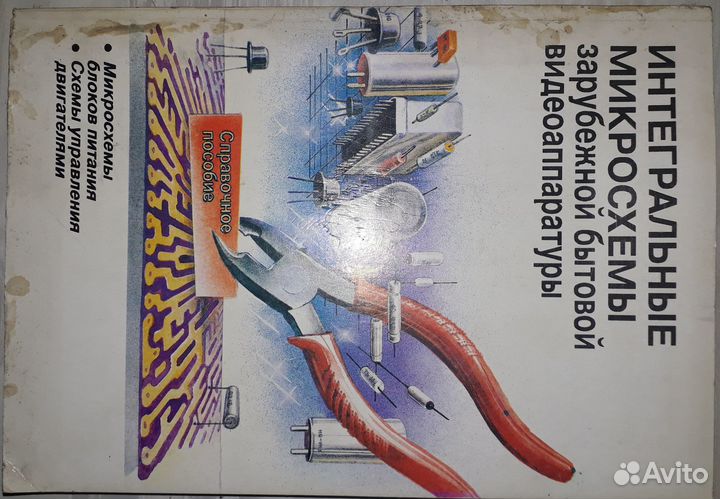 ИНТЕГРАЛЬНЫЕ
МИКРОСХЕМЫ
зарубежной бытовой
видеоаппаратуры
Справочное
пособие
• Микросхемы
блоков питания
• Схемы управления
двигателями
Avito